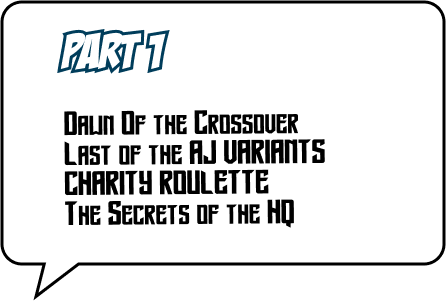 PART 1
Dawn Of the Crossover
Last of the AJ VARIANTS
CHARITY ROULETTE
The Secrets of the HQ